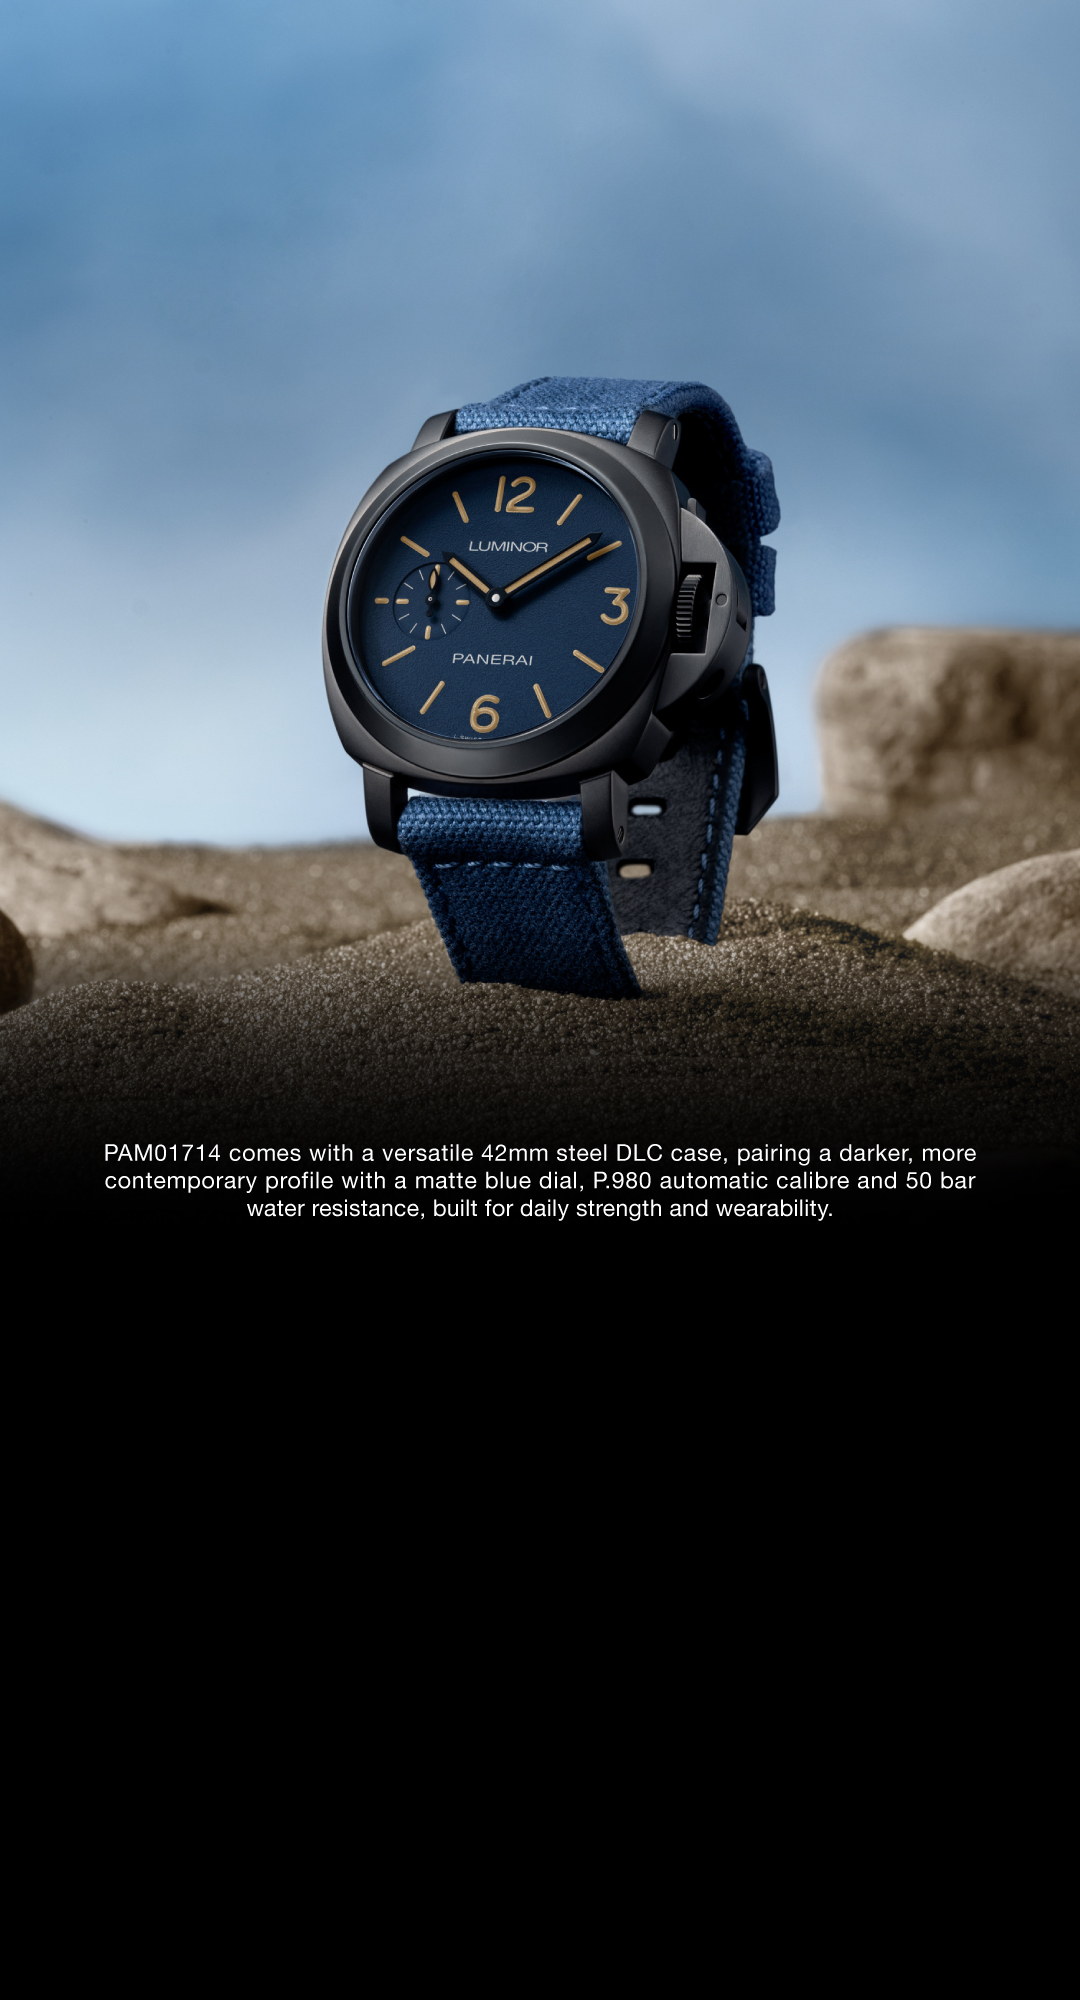 12
LUMINOR
3
PANERAI
6
PAM01714 comes with a versatile 42mm steel DLC case, pairing a darker, more
contemporary profile with a matte blue dial, P.980 automatic calibre and 50 bar
water resistance, built for daily strength and wearability.